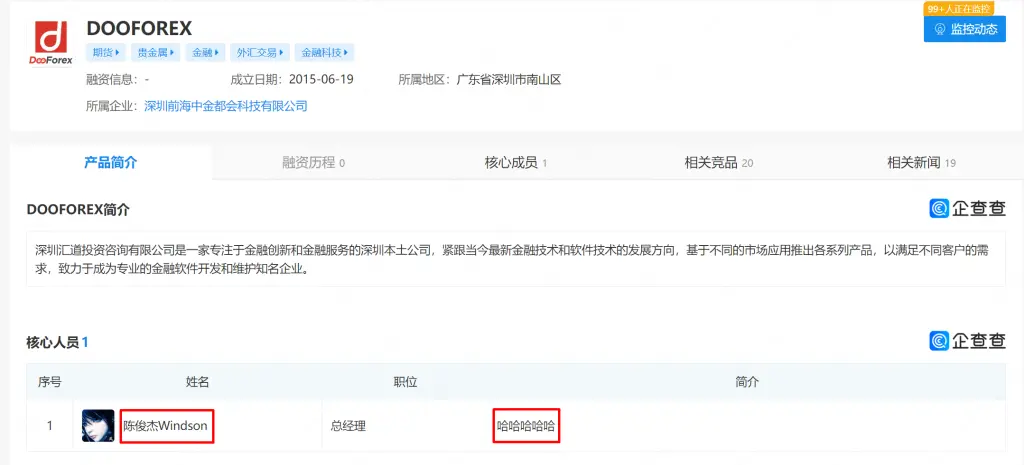 99+人正在监控
监控动态
DOOFOREX
DooForex
期货 贵金属 金融 外汇交易 金融科技
融资信息：- 成立日期：2015-06-19 所属地区：广东省深圳市南山区
所属企业：深圳前海中金都会科技有限公司
产品简介 融资历程 0 核心成员 1 相关竞品 20 相关新闻 19
DOOFOREX简介 企查查
深圳汇道投资咨询有限公司是一家专注于金融创新和金融服务的深圳本土公司，紧跟当今最新金融技术和软件技术的发展方向，基于不同的市场应用推出各系列产品，以满足不同客户的需
求，致力于成为专业的金融软件开发和维护知名企业。
核心人员 1 企查查
序号 姓名 职位 简介
1 陈俊杰Windson 总经理 哈哈哈哈哈